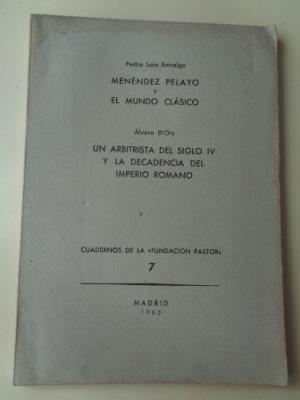 Pedro Laín Entralgo
MENÉNDEZ PELAYO
Y
EL MUNDO CLÁSICO
Álvaro D'Ors
UN ARBITRISTA DEL SIGLO IV
Y LA DECADENCIA DEL
IMPERIO ROMANO
CUADERNOS DE LA «FUNDACIÓN PASTOR»
7
MADRID
1963